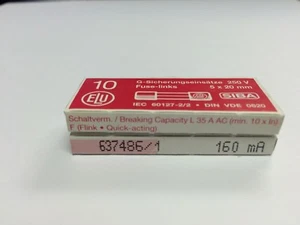 10 G-Sicherungseinsätze 250 V
ELU Fuse-links 5 x 20 mm
SIBA
IEC 60127-2/2 • DIN VDE 0820
Schaltverm. / Breaking Capacity L 35 A AC (min. 10 x In)
F (Flink • Quick-acting)
637486/1 160 mA